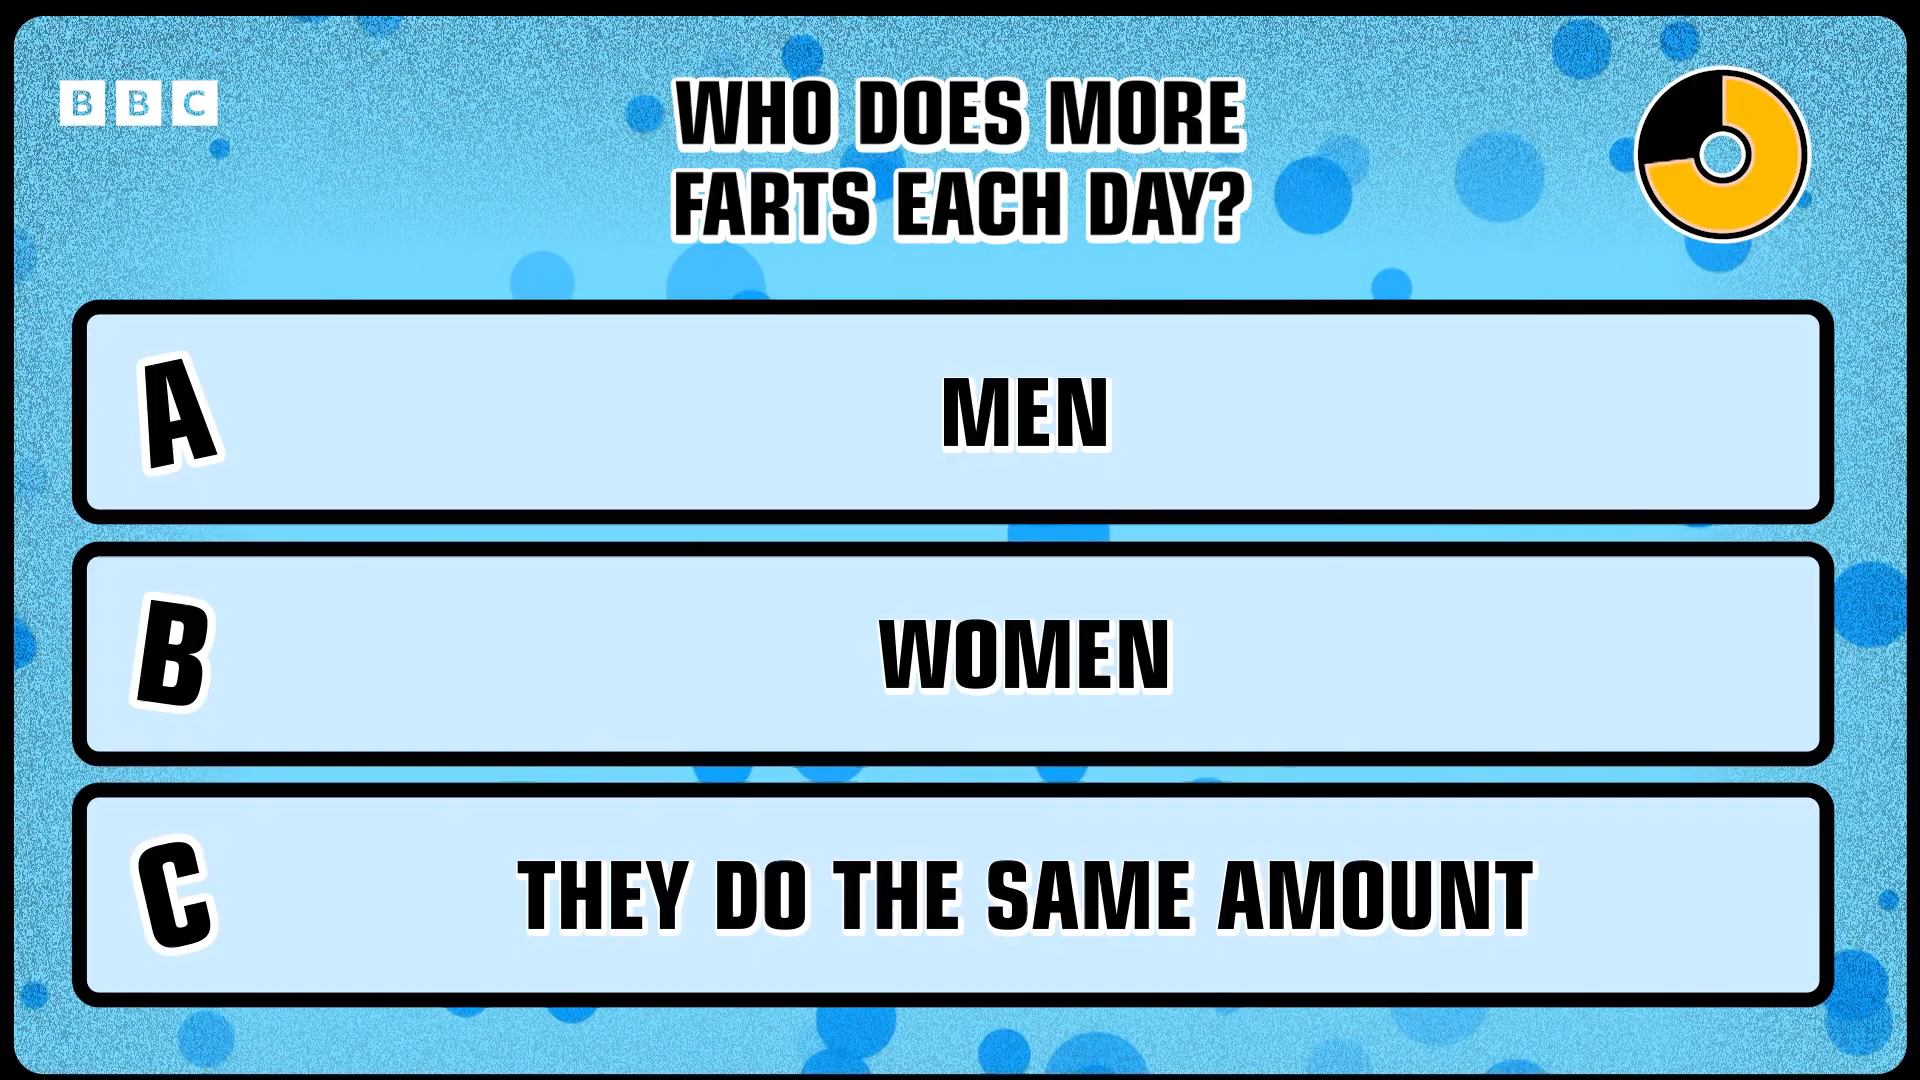 BBC
WHO DOES MORE
FARTS EACH DAY?
A
MEN
B
WOMEN
C
THEY DO THE SAME AMOUNT